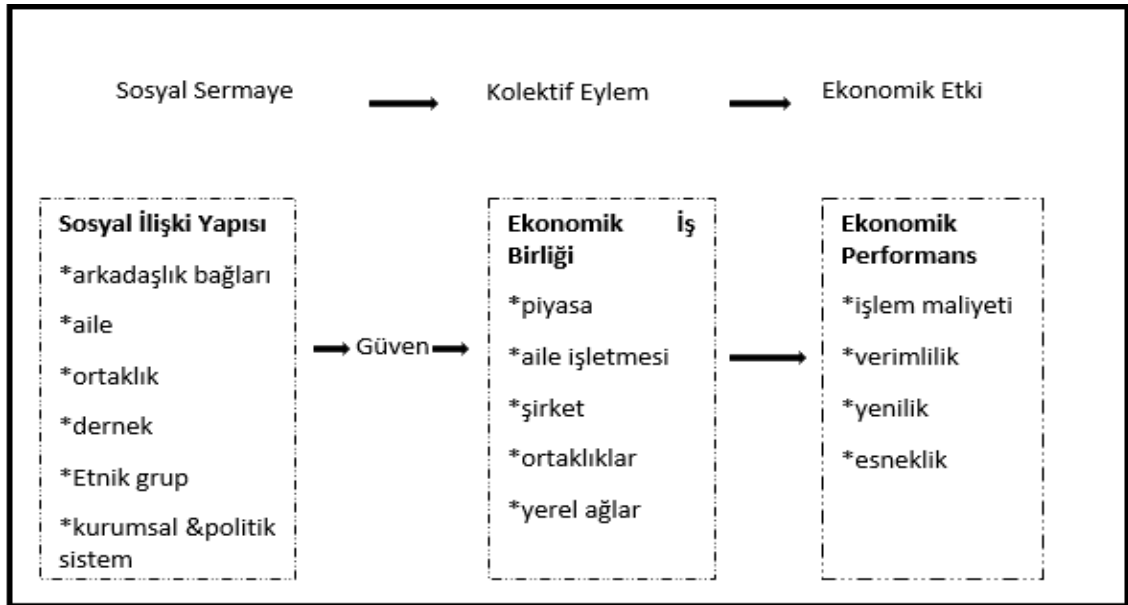 Sosyal Sermaye
Kolektif Eylem
Ekonomik Etki
Sosyal İlişki Yapısı
*arkadaşlık bağları
*aile
*ortaklık
*dernek
*Etnik grup
*kurumsal &politik
sistem
Güven
Ekonomik İş
Birliği
*piyasa
*aile işletmesi
*şirket
*ortaklıklar
*yerel ağlar
Ekonomik
Performans
*işlem maliyeti
*verimlilik
*yenilik
*esneklik